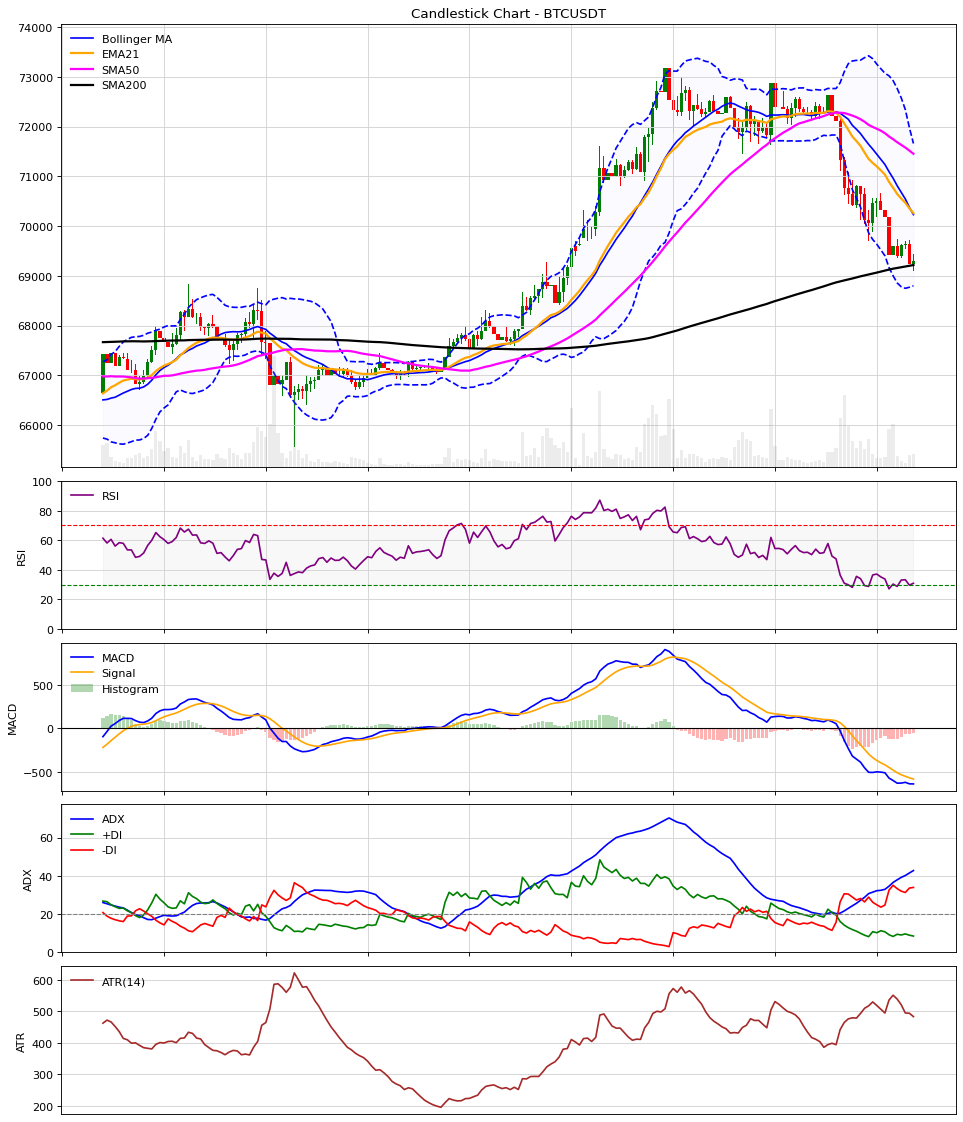 Candlestick Chart - BTCUSDT
74000
73000
72000
71000
70000
69000
68000
67000
66000
Bollinger MA
EMA21
SMA50
SMA200
RSI
100
80
60
40
20
0
RSI
MACD
500
0
−500
MACD
Signal
Histogram
ADX
60
40
20
0
ADX
+DI
-DI
ATR
600
500
400
300
200
ATR(14)